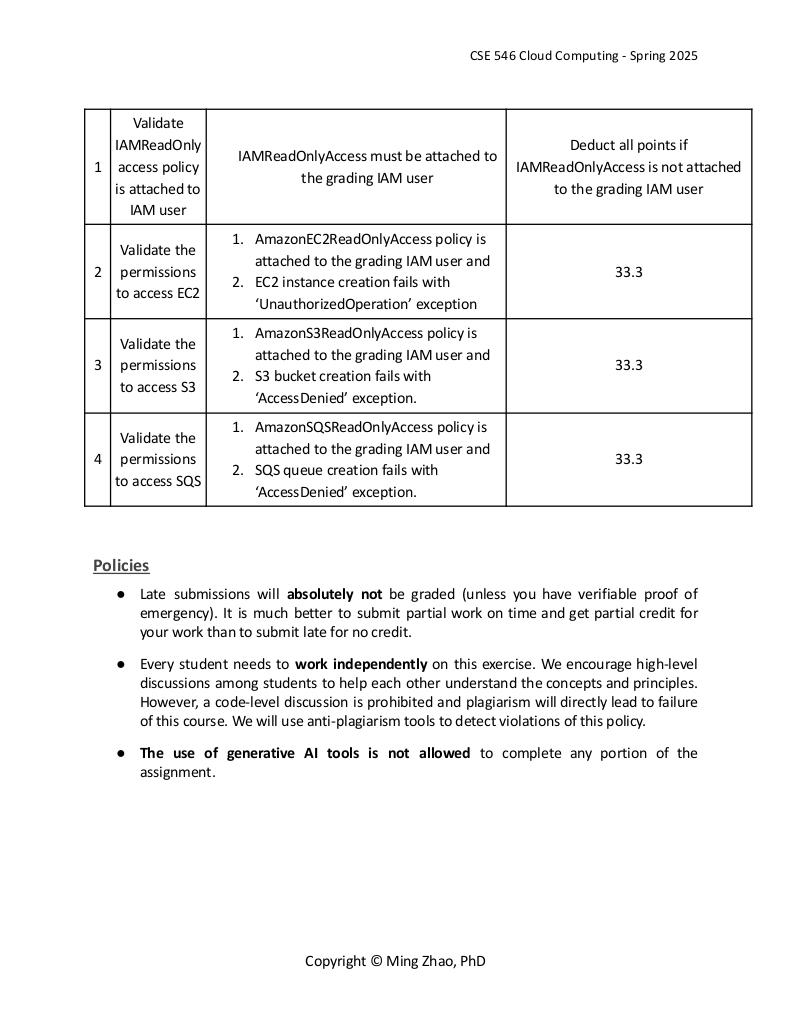 CSE 546 Cloud Computing - Spring 2025
1
Validate
IAMReadOnly
access policy
is attached to
IAM user
IAMReadOnlyAccess must be attached to
the grading IAM user
Deduct all points if
IAMReadOnlyAccess is not attached
to the grading IAM user
2
Validate the
permissions
to access EC2
1. AmazonEC2ReadOnlyAccess policy is
attached to the grading IAM user and
2. EC2 instance creation fails with
‘UnauthorizedOperation’ exception
33.3
3
Validate the
permissions
to access S3
1. AmazonS3ReadOnlyAccess policy is
attached to the grading IAM user and
2. S3 bucket creation fails with
‘AccessDenied’ exception.
33.3
4
Validate the
permissions
to access SQS
1. AmazonSQSReadOnlyAccess policy is
attached to the grading IAM user and
2. SQS queue creation fails with
‘AccessDenied’ exception.
33.3
Policies
● Late submissions will absolutely not be graded (unless you have verifiable proof of
emergency). It is much better to submit partial work on time and get partial credit for
your work than to submit late for no credit.
● Every student needs to work independently on this exercise. We encourage high-level
discussions among students to help each other understand the concepts and principles.
However, a code-level discussion is prohibited and plagiarism will directly lead to failure
of this course. We will use anti-plagiarism tools to detect violations of this policy.
● The use of generative AI tools is not allowed to complete any portion of the
assignment.
Copyright © Ming Zhao, PhD